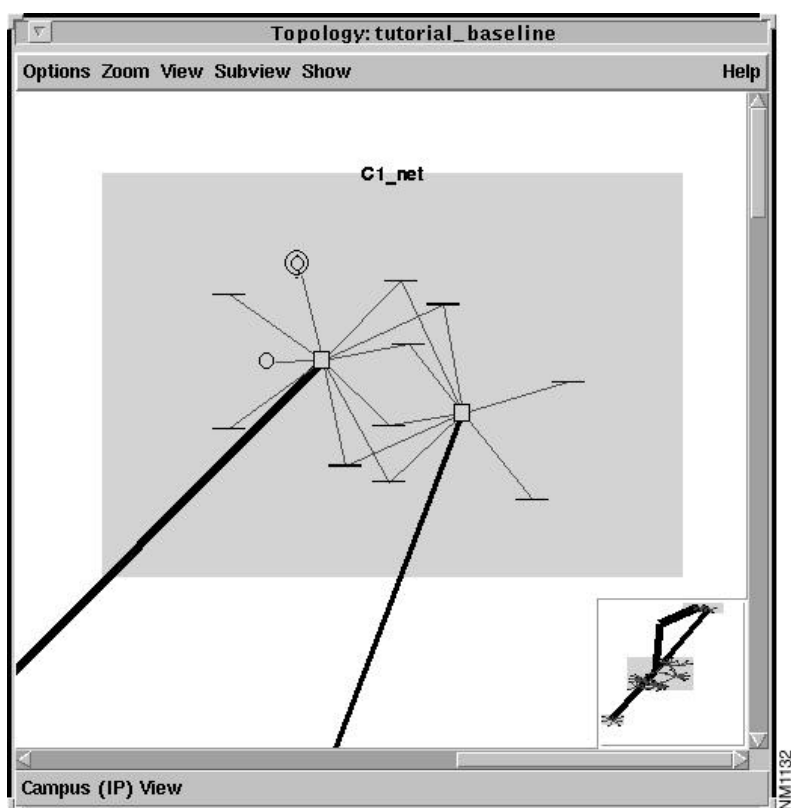 Topology: tutorial_baseline
Options Zoom View Subview Show Help
C1_net
Campus (IP) View
NM1132